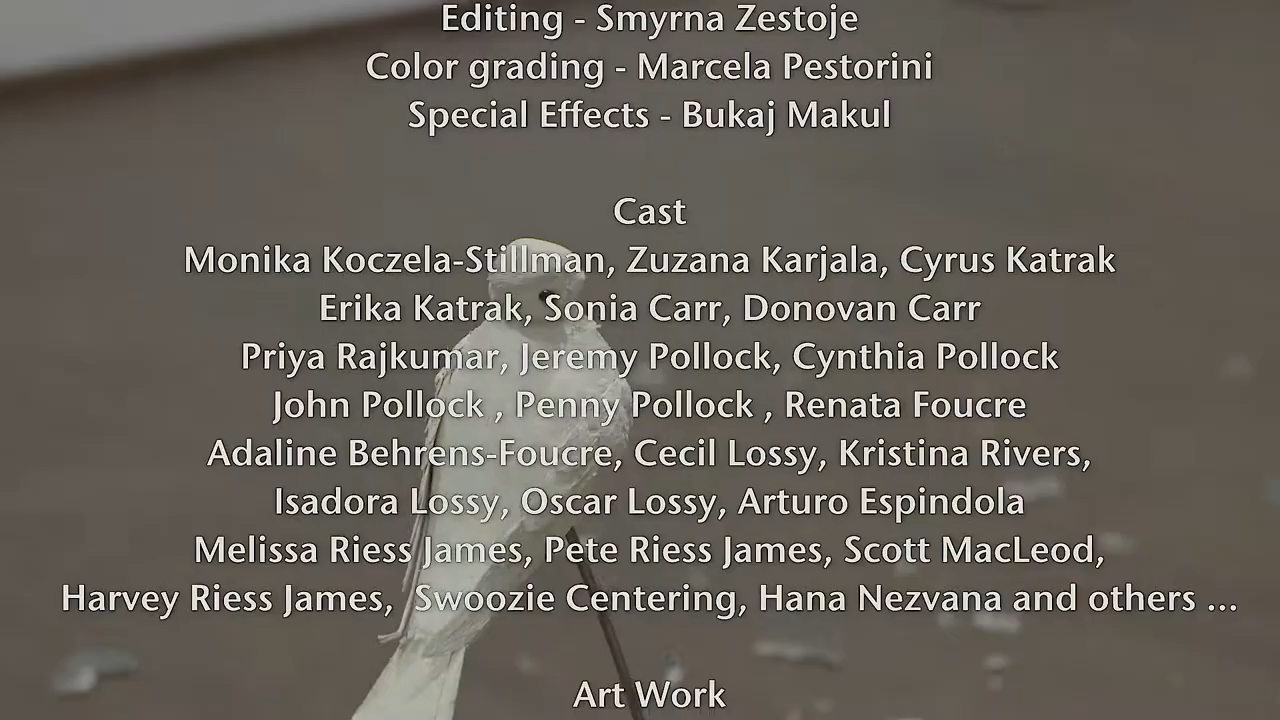 Editing - Smyrna Zestoje
Color grading - Marcela Pestorini
Special Effects - Bukaj Makul
Cast
Monika Koczela-Stillman, Zuzana Karjala, Cyrus Katrak
Erika Katrak, Sonia Carr, Donovan Carr
Priya Rajkumar, Jeremy Pollock, Cynthia Pollock
John Pollock , Penny Pollock , Renata Foucre
Adaline Behrens-Foucre, Cecil Lossy, Kristina Rivers,
Isadora Lossy, Oscar Lossy, Arturo Espindola
Melissa Riess James, Pete Riess James, Scott MacLeod,
Harvey Riess James,  Swoozie Centering, Hana Nezvana and others ...
Art Work